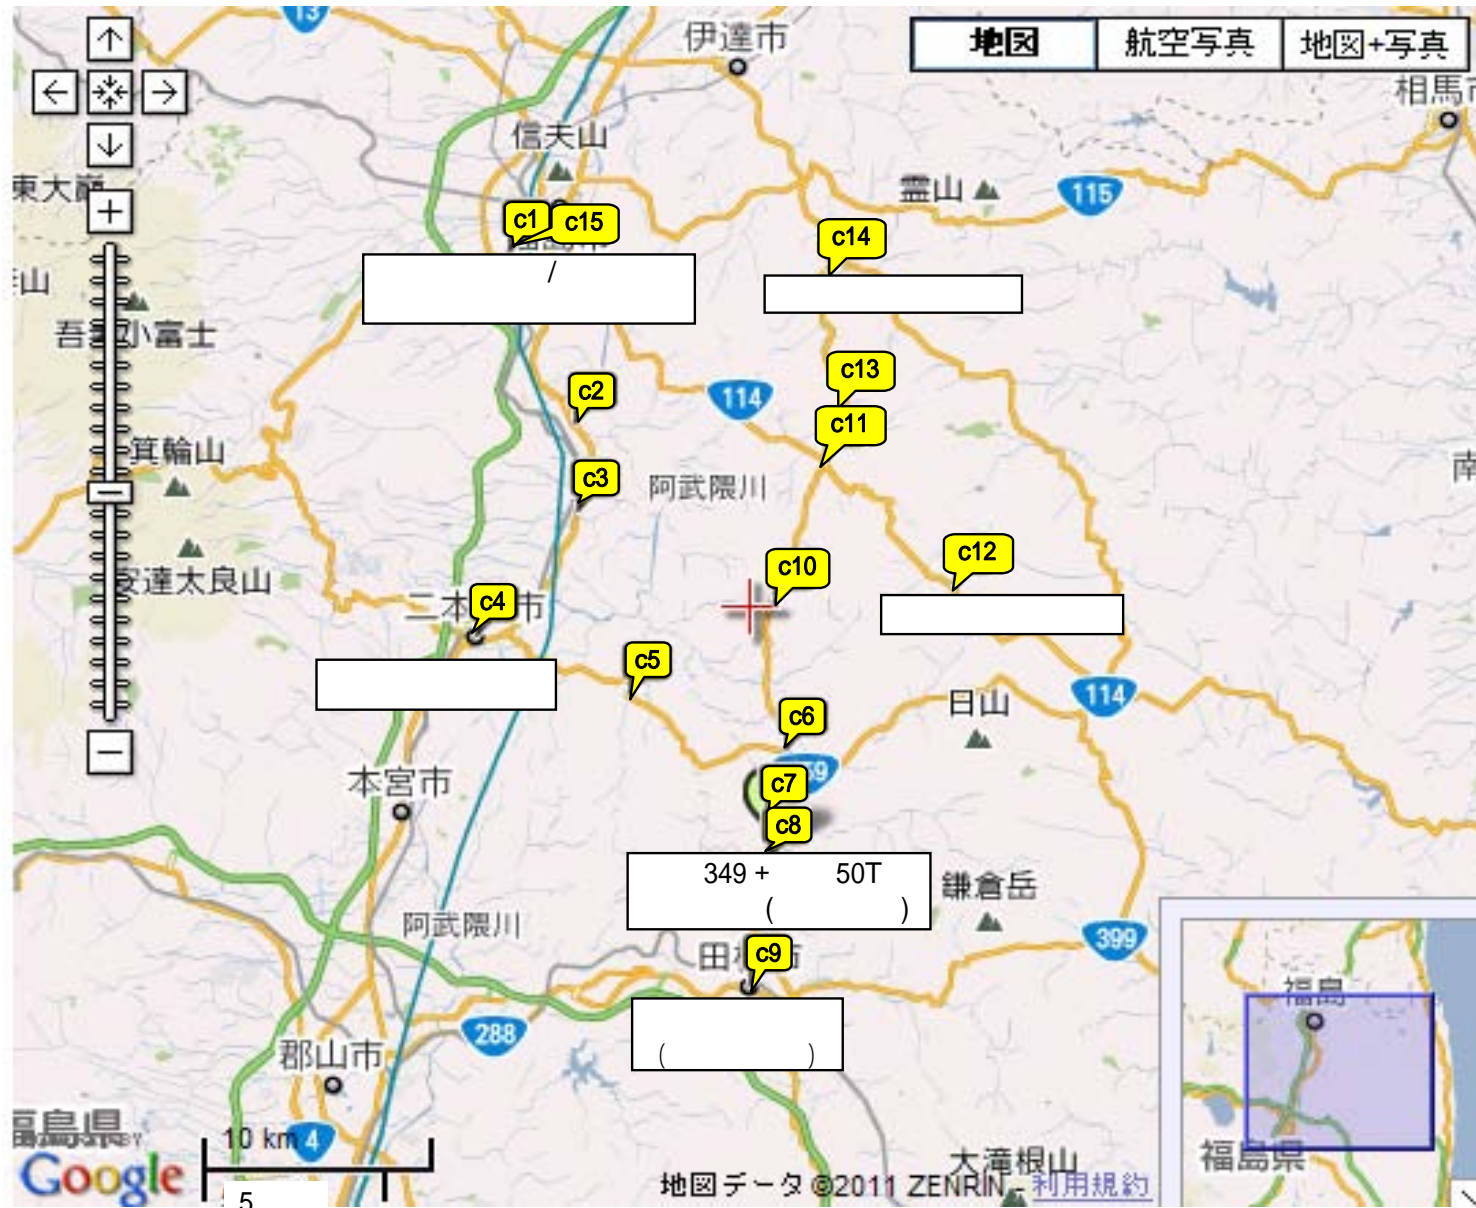 13
伊達市
地図
航空写真
地図+写真
相馬市
信夫山
東大巓
霊山
115
c1
c15
c14
/
吾妻小富士
c13
c2
114
c11
箕輪山
c3
阿武隈川
南
c12
c10
安達太良山
二本松市
c4
c5
日山
114
c6
本宮市
c7
c8
349 + 50T
( )
鎌倉岳
阿武隈川
399
c9
( )
288
福島
郡山市
福島県
10 km
4
Google
5
大滝根山
福島県
地図データ ©2011 ZENRIN - 利用規約